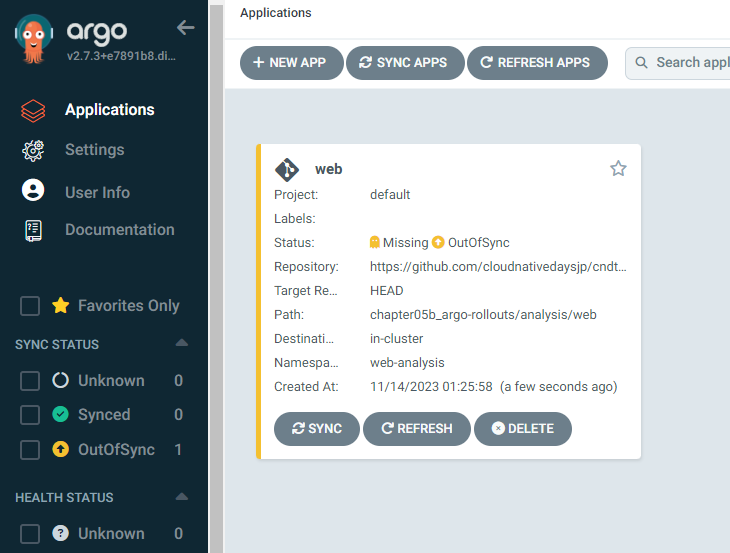 argo
v2.7.3+e7891b8.di...
Applications
Settings
User Info
Documentation
Favorites Only
SYNC STATUS
Unknown 0
Synced 0
OutOfSync 1
HEALTH STATUS
Unknown 0
Applications
NEW APP SYNC APPS REFRESH APPS Search appl
web
Project: default
Labels:
Status: Missing OutOfSync
Repository: https://github.com/cloudnativedaysjp/cndt...
Target Re... HEAD
Path: chapter05b_argo-rollouts/analysis/web
Destinati... in-cluster
Namespa... web-analysis
Created At: 11/14/2023 01:25:58 (a few seconds ago)
SYNC REFRESH DELETE